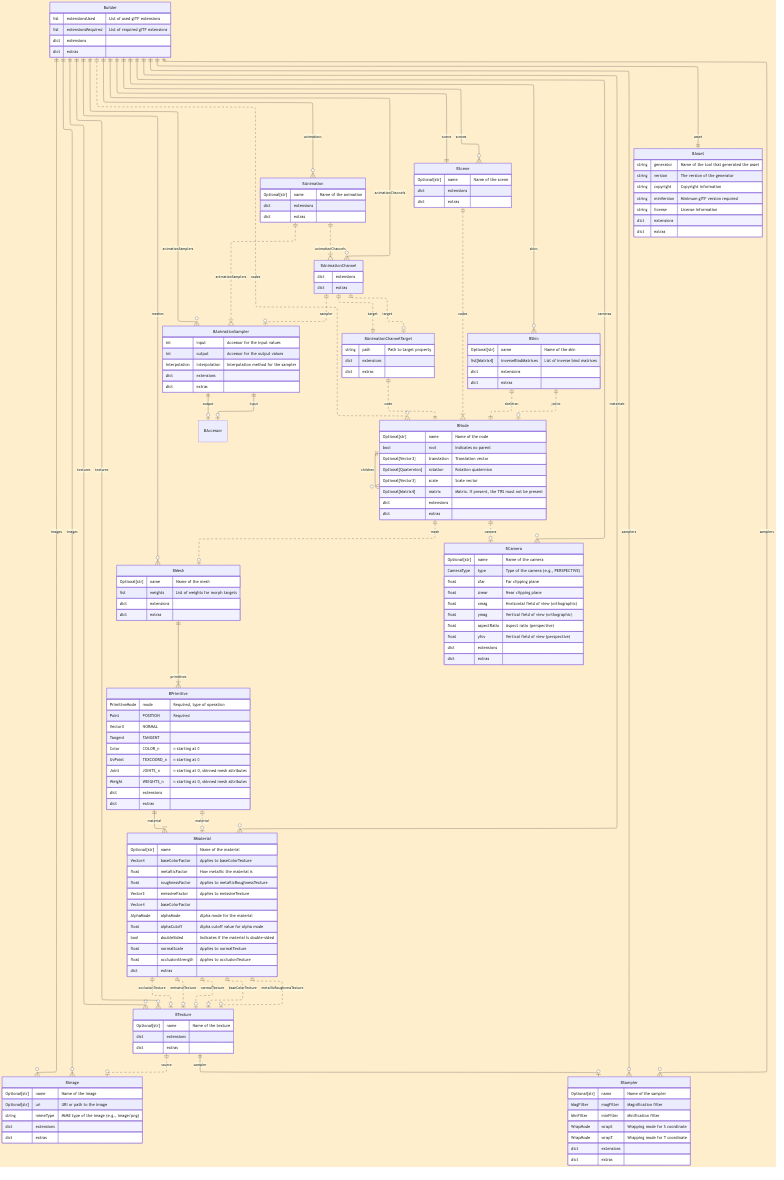 Builder
list extensionsUsed List of used glTF extensions
list extensionsRequired List of required glTF extensions
dict extensions
dict extras
asset
animations
scene
scenes
BAsset
string generator Name of the tool that generated the asset
string version The version of the generator
string copyright Copyright information
string minVersion Minimum glTF version required
string license License information
dict extensions
dict extras
BScene
Optional[str] name Name of the scene
dict extensions
dict extras
BAnimation
Optional[str] name Name of the animation
dict extensions
dict extras
animationChannels
animationSamplers
animationChannels
skins
BAnimationChannel
dict extensions
dict extras
animationSamplers
nodes
cameras
meshes
sampler
target
target
nodes
BAnimationSampler
int input Accessor for the input values
int output Accessor for the output values
Interpolation interpolation Interpolation method for the sampler
dict extensions
dict extras
BAnimationChannelTarget
string path Path to target property
dict extensions
dict extras
BSkin
Optional[str] name Name of the skin
list[Matrix4] inverseBindMatrices List of inverse bind matrices
dict extensions
dict extras
output
input
node
skeleton
joints
materials
BAccessor
BNode
Optional[str] name Name of the node
bool root Indicates no parent
Optional[Vector3] translation Translation vector
Optional[Quaternion] rotation Rotation quaternion
Optional[Vector3] scale Scale vector
Optional[Matrix4] matrix Matrix. If present, the TRS must not be present
dict extensions
dict extras
children
textures
textures
images
images
mesh
camera
samplers
samplers
BCamera
Optional[str] name Name of the camera
CameraType type Type of the camera (e.g., PERSPECTIVE)
float zfar Far clipping plane
float znear Near clipping plane
float xmag Horizontal field of view (orthographic)
float ymag Vertical field of view (orthographic)
float aspectRatio Aspect ratio (perspective)
float yfov Vertical field of view (perspective)
dict extensions
dict extras
BMesh
Optional[str] name Name of the mesh
list weights List of weights for morph targets
dict extensions
dict extras
primitives
BPrimitive
PrimitiveMode mode Required, type of operation
Point POSITION Required
Vector3 NORMAL
Tangent TANGENT
Color COLOR_n n starting at 0
UvPoint TEXCOORD_n n starting at 0
Joint JOINTS_n n starting at 0, skinned mesh attributes
Weight WEIGHTS_n n starting at 0, skinned mesh attributes
dict extensions
dict extras
material
material
BMaterial
Optional[str] name Name of the material
Vector4 baseColorFactor Applies to baseColorTexture
float metallicFactor How metallic the material is
float roughnessFactor Applies to metallicRoughnessTexture
Vector3 emissiveFactor Applies to emissiveTexture
Vector4 baseColorFactor
AlphaMode alphaMode Alpha mode for the material
float alphaCutoff Alpha cutoff value for alpha mode
bool doubleSided Indicates if the material is double-sided
float normalScale Applies to normalTexture
float occlusionStrength Applies to occlusionTexture
dict extras
occlusionTexture
emissiveTexture
normalTexture
baseColorTexture
metallicRoughnessTexture
BTexture
Optional[str] name Name of the texture
dict extensions
dict extras
source
sampler
BImage
Optional[str] name Name of the image
Optional[str] uri URI or path to the image
string mimeType MIME type of the image (e.g., image/png)
dict extensions
dict extras
BSampler
Optional[str] name Name of the sampler
MagFilter magFilter Magnification filter
MinFilter minFilter Minification filter
WrapMode wrapS Wrapping mode for S coordinate
WrapMode wrapT Wrapping mode for T coordinate
dict extensions
dict extras